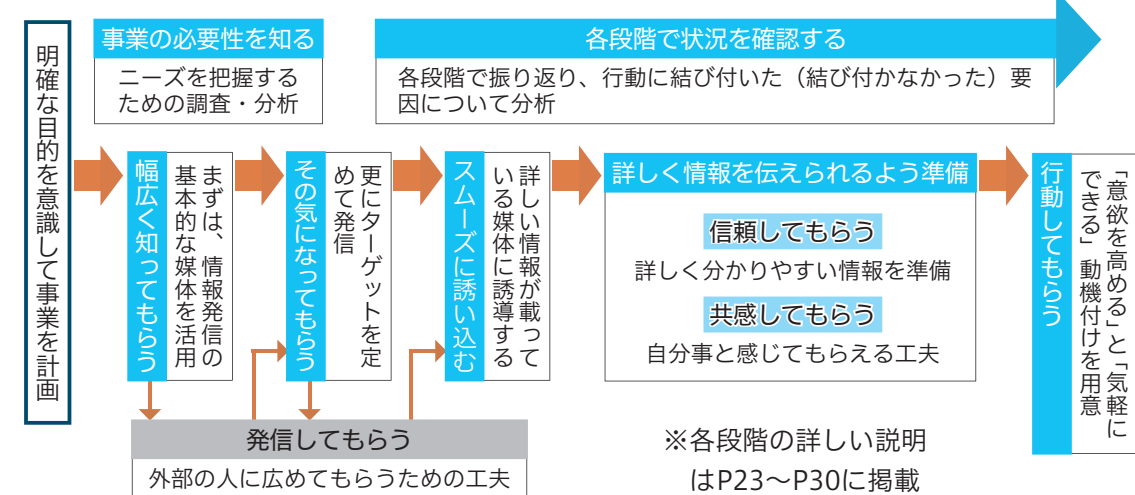 明確な目的を意識して事業を計画
事業の必要性を知る
ニーズを把握する
ための調査・分析
各段階で状況を確認する
各段階で振り返り、行動に結び付いた（結び付かなかった）要
因について分析
幅広く知ってもらう
まずは、情報発信の
基本的な媒体を活用
その気になってもらう
更にターゲットを定
めて発信
スムーズに誘い込む
詳しい情報が載って
いる媒体に誘導する
詳しく情報を伝えられるよう準備
信頼してもらう
詳しく分かりやすい情報を準備
共感してもらう
自分事と感じてもらえる工夫
行動してもらう
「意欲を高める」と「気軽に
できる」動機付けを用意
発信してもらう
外部の人に広めてもらうための工夫
※各段階の詳しい説明
はP23～P30に掲載